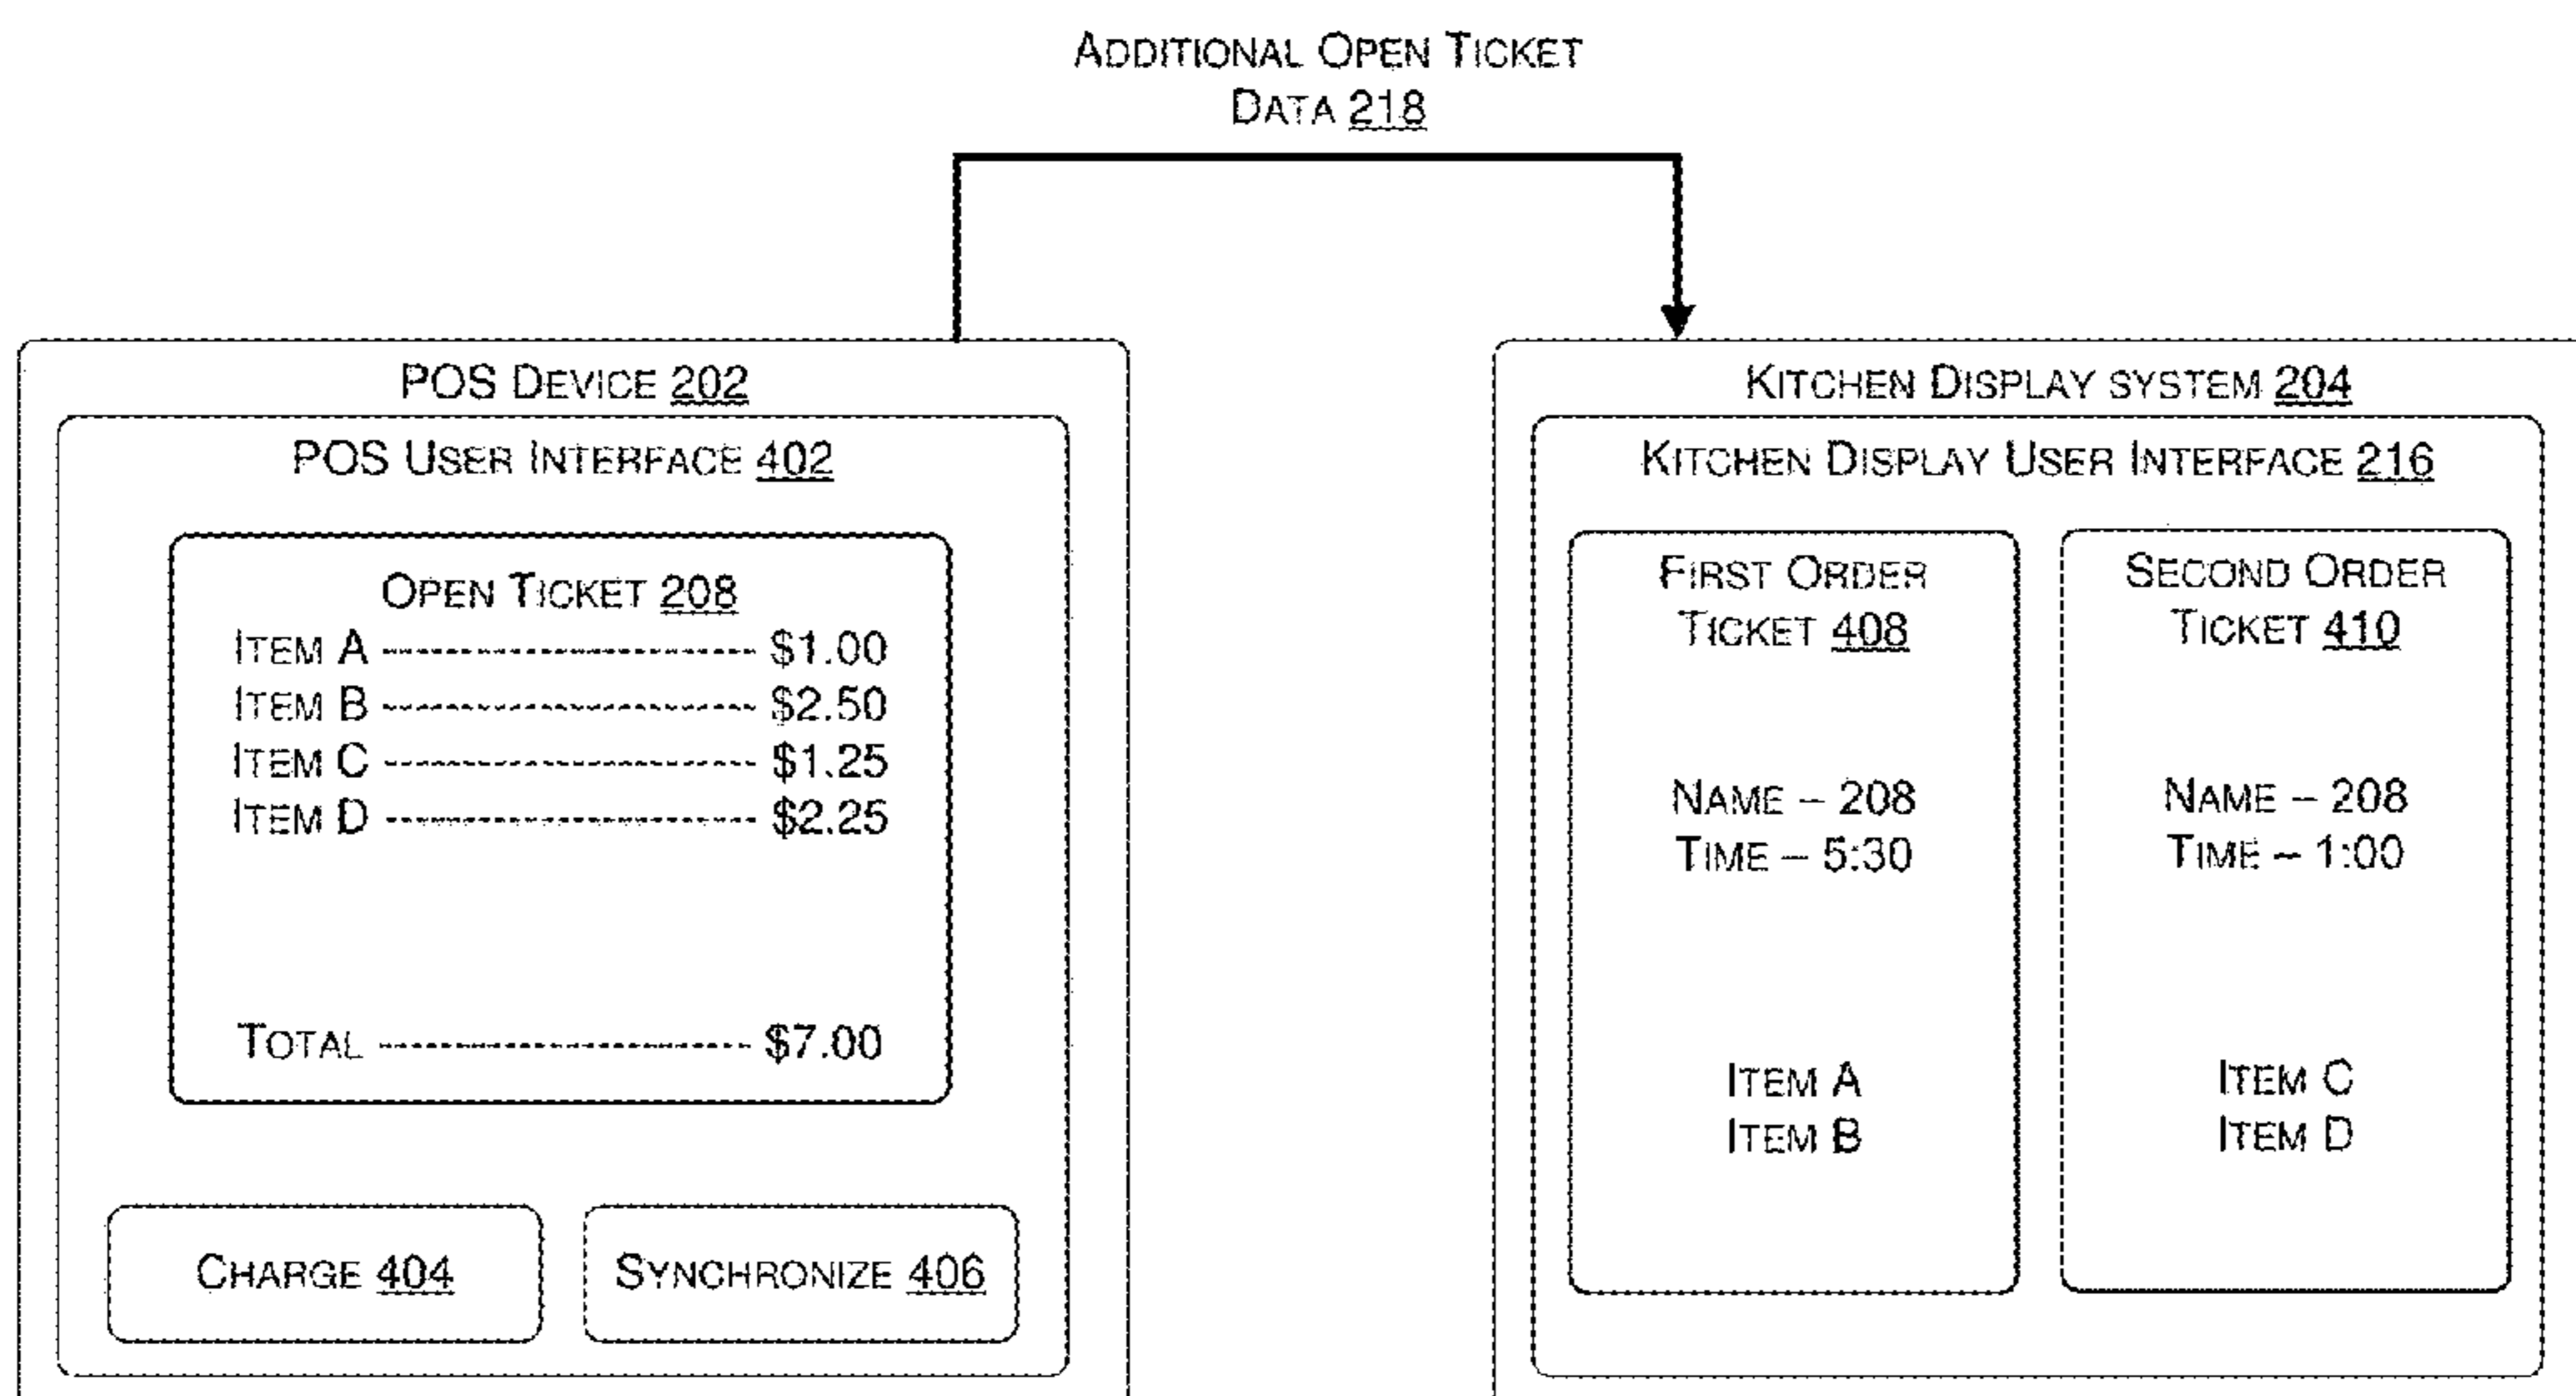 ADDITIONAL OPEN TICKET
DATA 218
POS DEVICE 202
POS USER INTERFACE 402
OPEN TICKET 208
ITEM A ---------------------- $1.00
ITEM B ---------------------- $2.50
ITEM C ---------------------- $1.25
ITEM D ---------------------- $2.25
TOTAL ---------------------- $7.00
CHARGE 404
SYNCHRONIZE 406
KITCHEN DISPLAY SYSTEM 204
KITCHEN DISPLAY USER INTERFACE 216
FIRST ORDER
TICKET 408
NAME – 208
TIME – 5:30
ITEM A
ITEM B
SECOND ORDER
TICKET 410
NAME – 208
TIME – 1:00
ITEM C
ITEM D